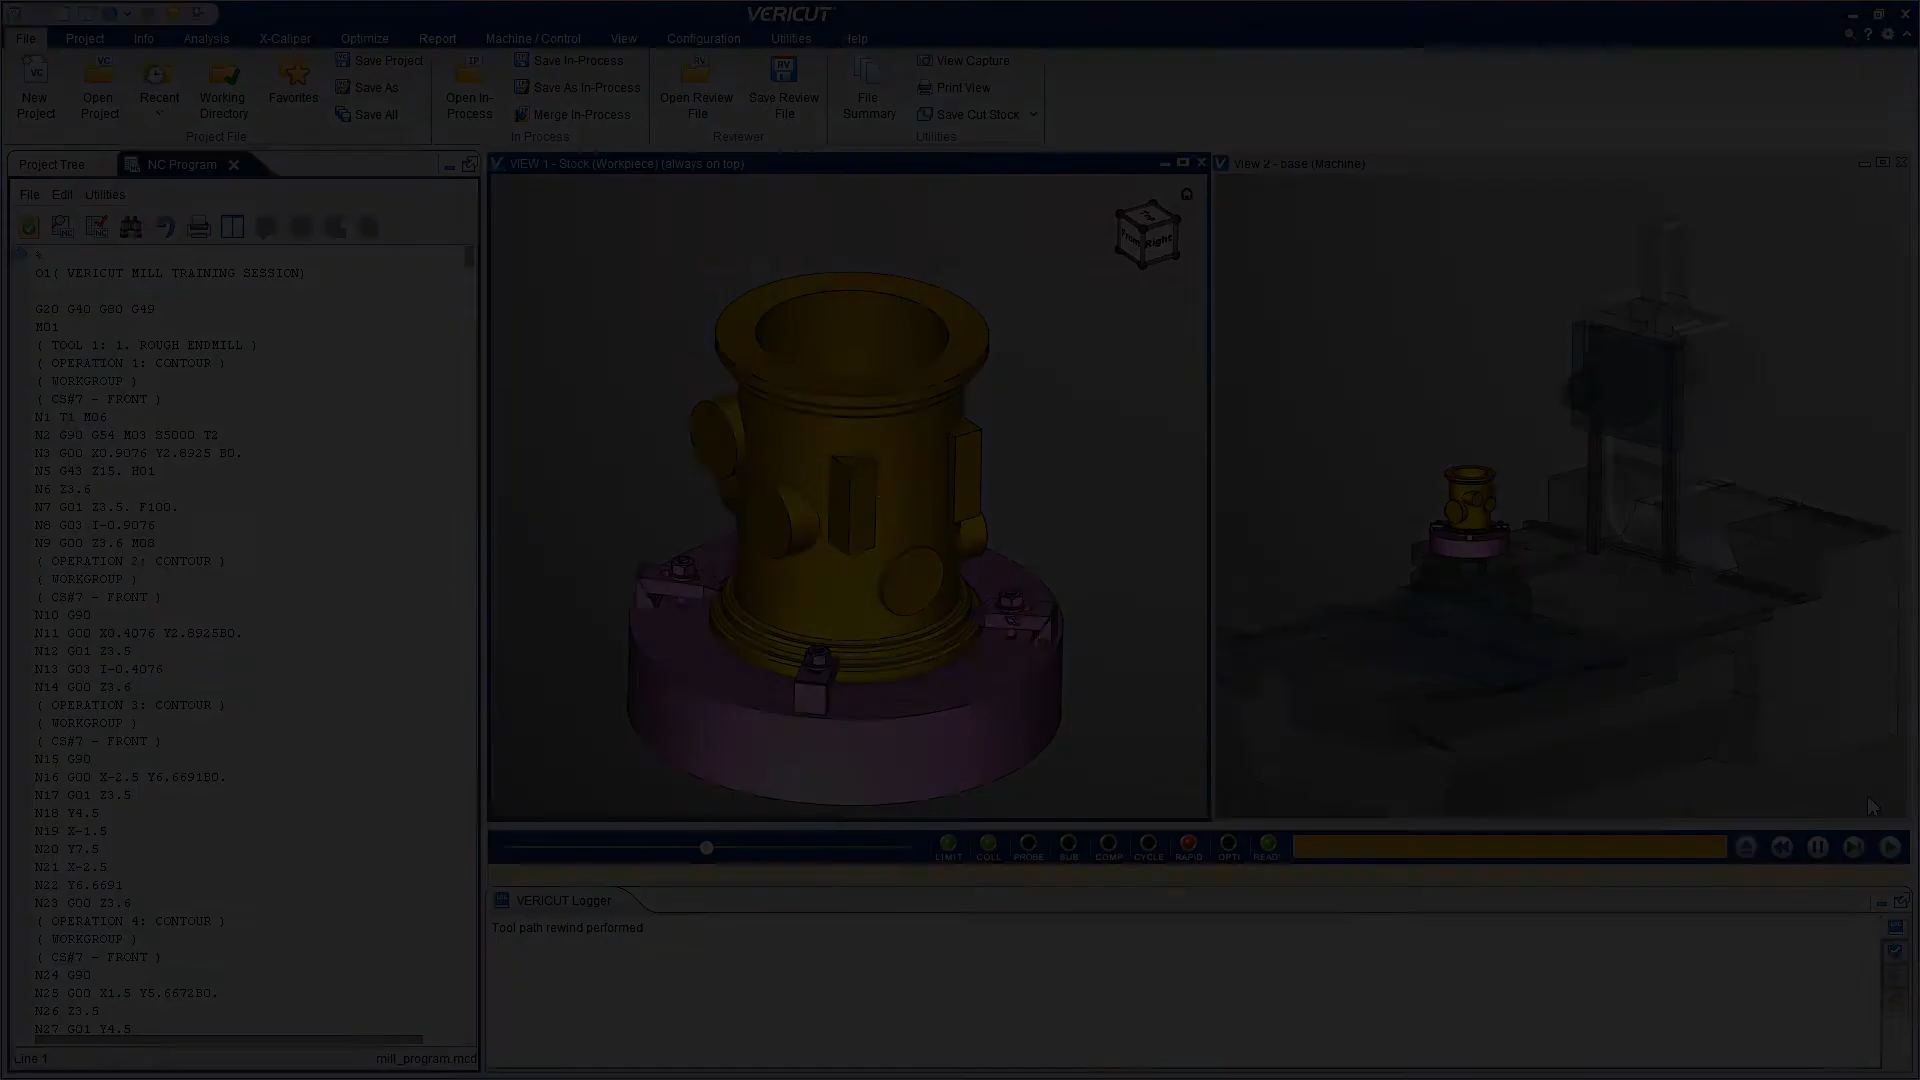 VERICUT
File Project Info Analysis X-Caliper Optimize Report Machine / Control View Configuration Utilities Help
VC
New Project
VC
Open Project
Recent
Working Directory
Favorites
Save Project
Save As
Save All
Project File
IP
Open In-Process
Save In-Process
Save As In-Process
Merge In-Process
In Process
RV
Open Review File
RV
Save Review File
Reviewer
File Summary
View Capture
Print View
Save Cut Stock
Utilities
Project Tree NC Program
File Edit Utilities
%
O1( VERICUT MILL TRAINING SESSION)
G20 G40 G80 G49
M01
( TOOL 1: 1. ROUGH ENDMILL )
( OPERATION 1: CONTOUR )
( WORKGROUP )
( CS#7 - FRONT )
N1 T1 M06
N2 G90 G54 M03 S5000 T2
N3 G00 X0.9076 Y2.8925 B0.
N5 G43 Z15. H01
N6 Z3.6
N7 G01 Z3.5. F100.
N8 G03 I-0.9076
N9 G00 Z3.6 M08
( OPERATION 2: CONTOUR )
( WORKGROUP )
( CS#7 - FRONT )
N10 G90
N11 G00 X0.4076 Y2.8925B0.
N12 G01 Z3.5
N13 G03 I-0.4076
N14 G00 Z3.6
( OPERATION 3: CONTOUR )
( WORKGROUP )
( CS#7 - FRONT )
N15 G90
N16 G00 X-2.5 Y6.6691B0.
N17 G01 Z3.5
N18 Y4.5
N19 X-1.5
N20 Y7.5
N21 X-2.5
N22 Y6.6691
N23 G00 Z3.6
( OPERATION 4: CONTOUR )
( WORKGROUP )
( CS#7 - FRONT )
N24 G90
N25 G00 X1.5 Y5.6672B0.
N26 Z3.5
N27 G01 Y4.5
Line 1 mill_program.mcd
VIEW 1 - Stock (Workpiece) (always on top)
Top
Front Right
View 2 - base (Machine)
LIMIT COLL PROBE SUB COMP CYCLE RAPID OPTI READY
VERICUT Logger
Tool path rewind performed